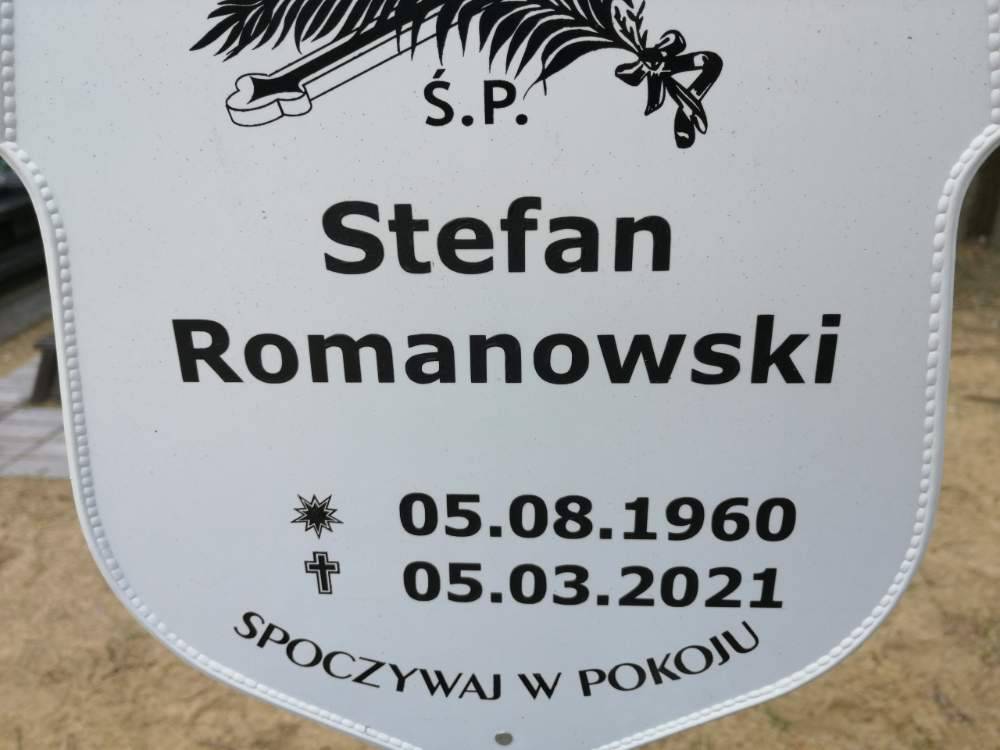 Ś.P.
Stefan
Romanowski
05.08.1960
05.03.2021
SPOCZYWAJ W POKOJU